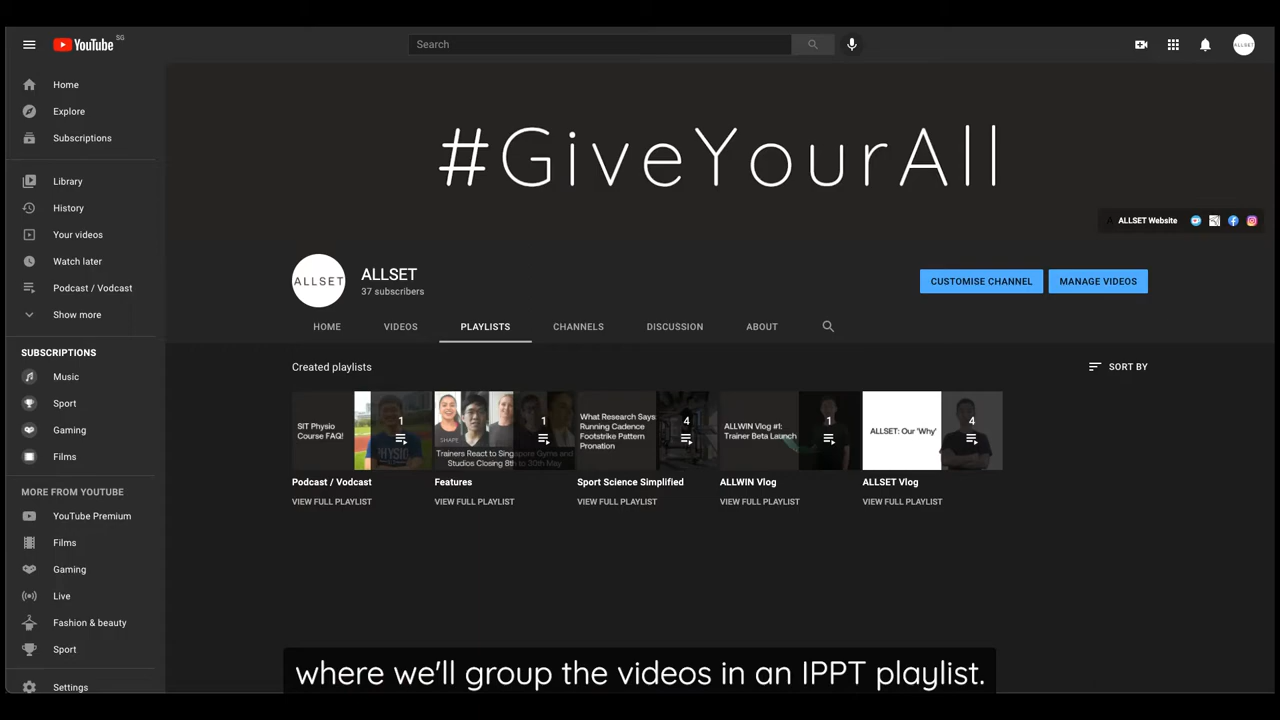 YouTube SG
Search
ALLSET
Home
Explore
Subscriptions
Library
History
Your videos
Watch later
Podcast / Vodcast
Show more
SUBSCRIPTIONS
Music
Sport
Gaming
Films
MORE FROM YOUTUBE
YouTube Premium
Films
Gaming
Live
Fashion & beauty
Sport
Settings
#GiveYourAll
ALLSET Website
ALLSET
ALLSET
37 subscribers
CUSTOMISE CHANNEL
MANAGE VIDEOS
HOME
VIDEOS
PLAYLISTS
CHANNELS
DISCUSSION
ABOUT
Created playlists
SORT BY
SIT Physio
Course FAQ!
PHYSIO
1
Podcast / Vodcast
VIEW FULL PLAYLIST
SHAPE
Trainers React to Singapore Gyms and
Studios Closing 8th to 30th May
1
Features
VIEW FULL PLAYLIST
What Research Says:
Running Cadence
Footstrike Pattern
Pronation
4
Sport Science Simplified
VIEW FULL PLAYLIST
ALLWIN Vlog #1:
Trainer Beta Launch
1
ALLWIN Vlog
VIEW FULL PLAYLIST
ALLSET: Our 'Why'
4
ALLSET Vlog
VIEW FULL PLAYLIST
where we'll group the videos in an IPPT playlist.